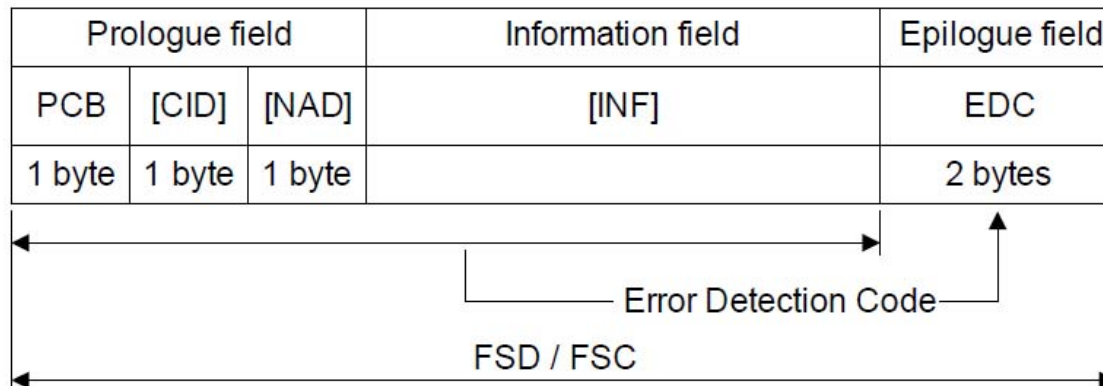 Prologue field Information field Epilogue field
PCB [CID] [NAD] [INF] EDC
1 byte 1 byte 1 byte 2 bytes
Error Detection Code
FSD / FSC